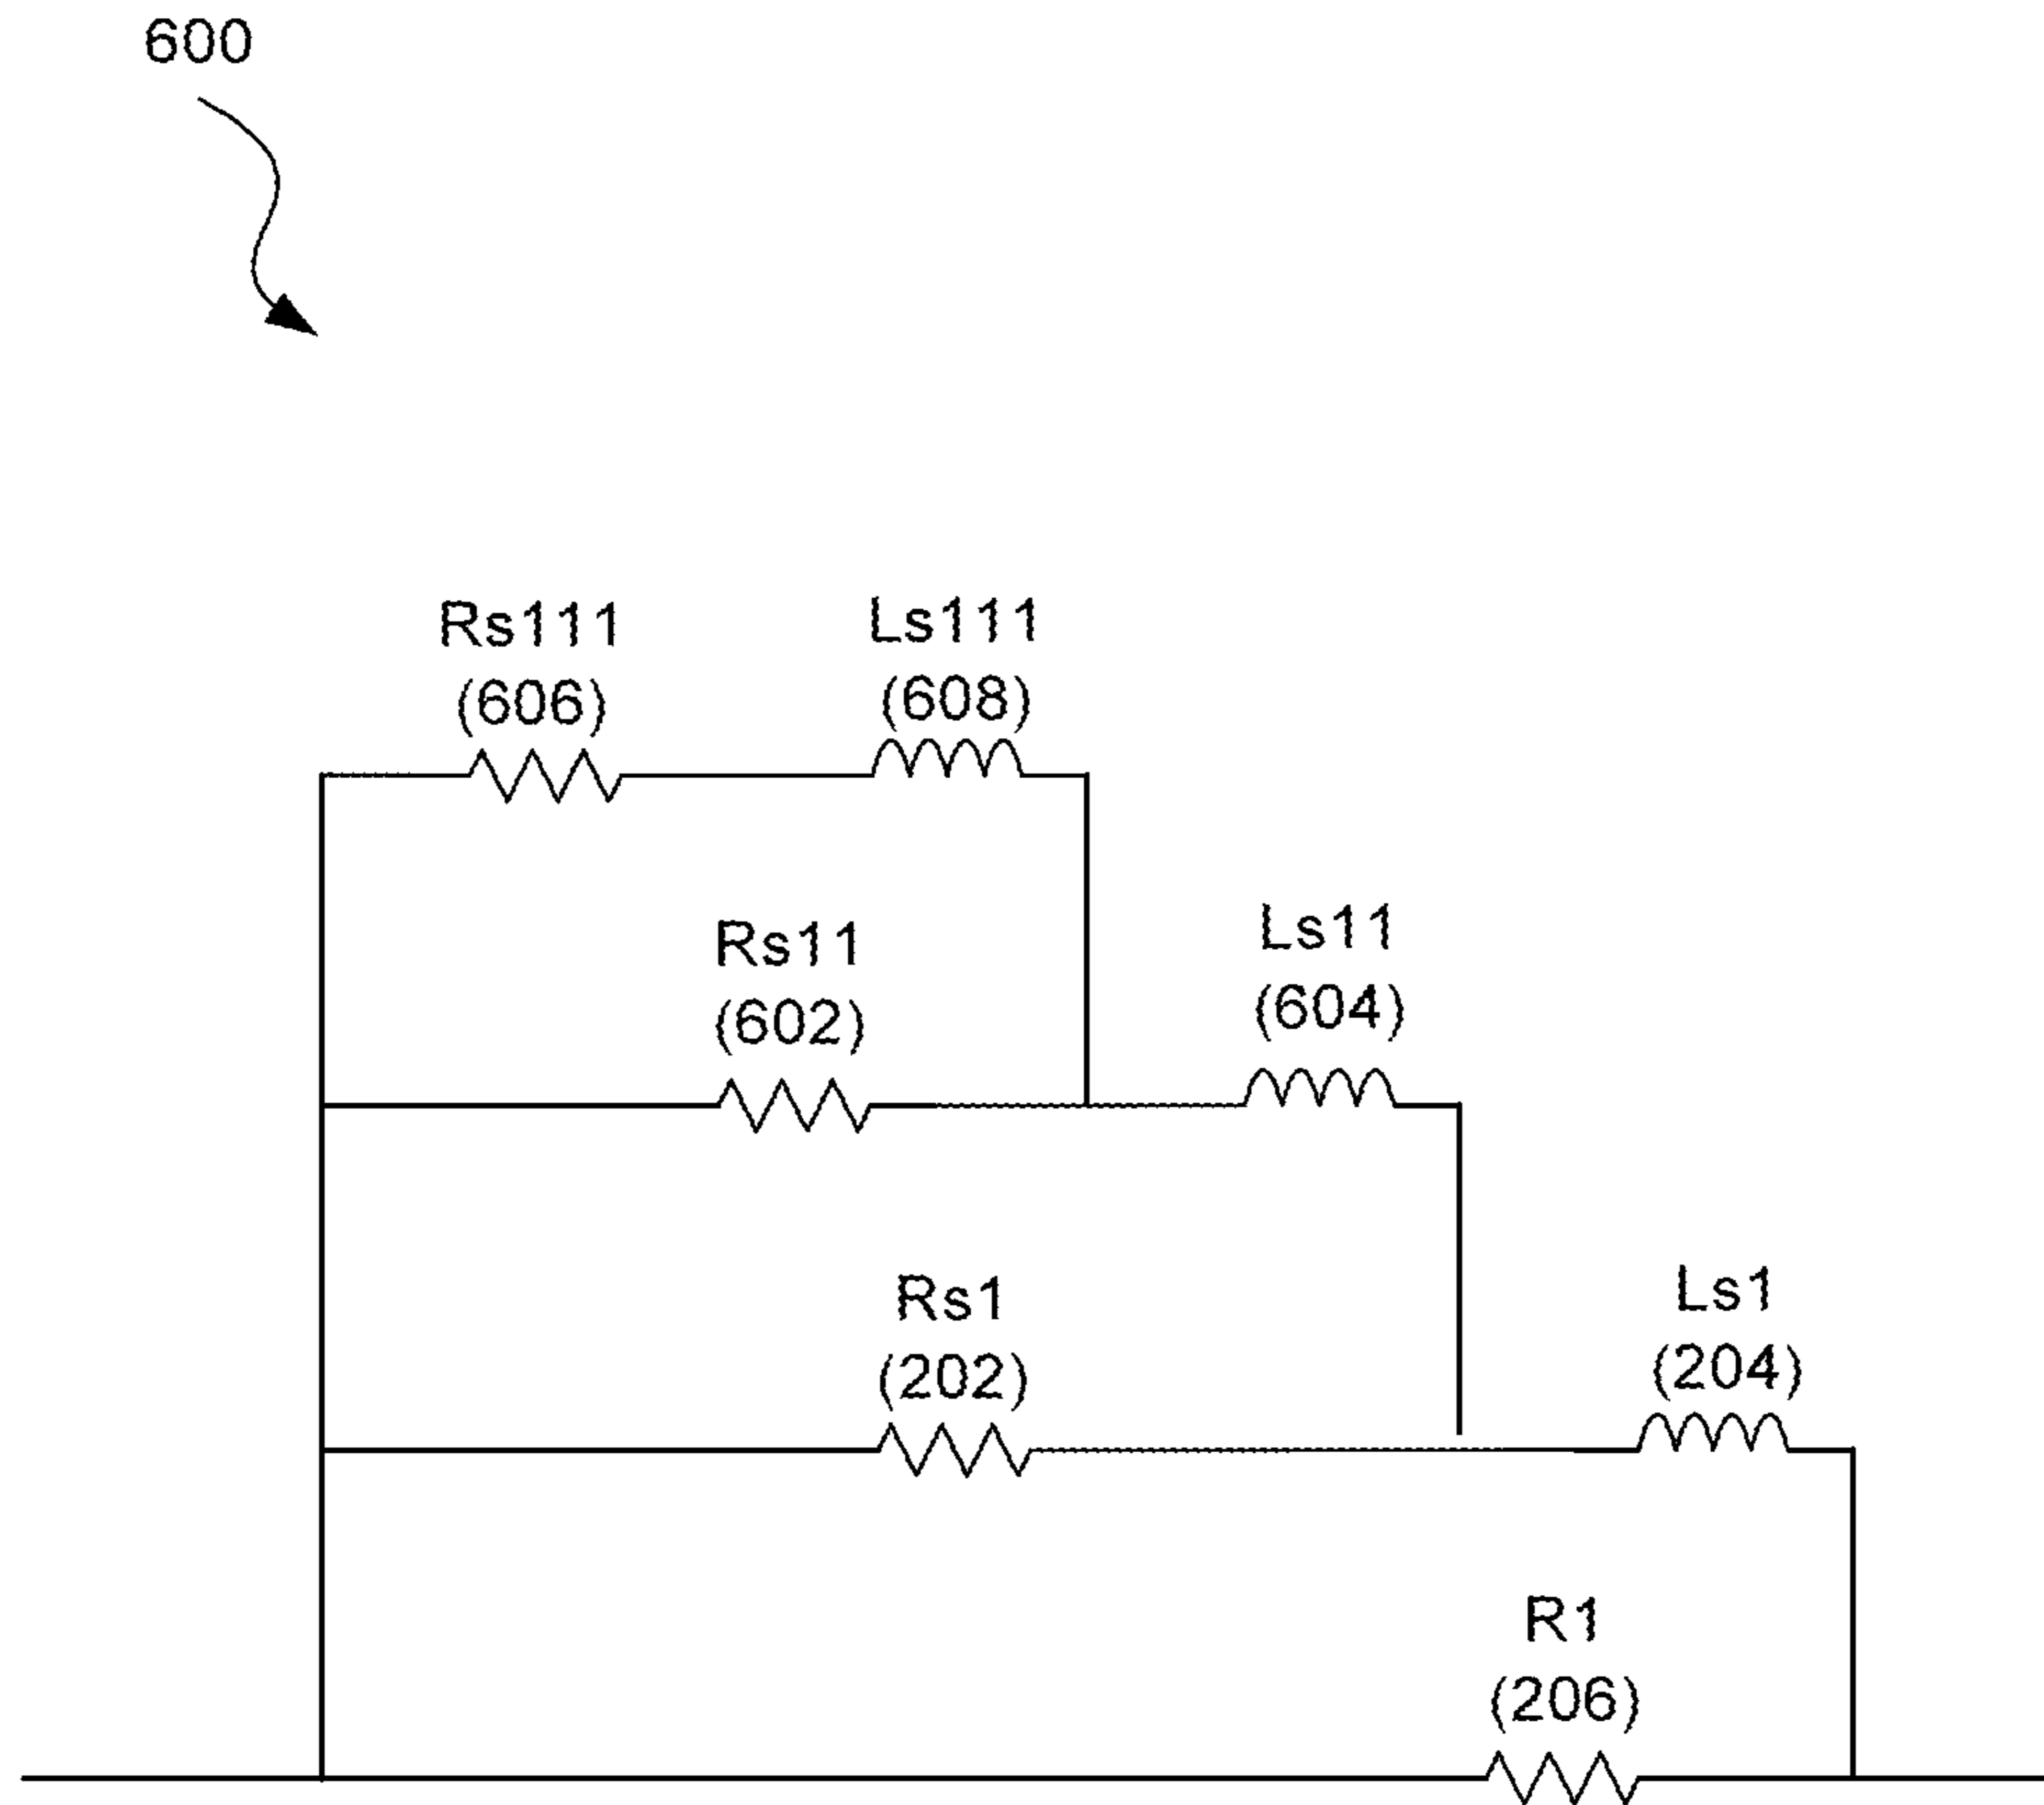 600
Rs111
(606)
Ls111
(608)
Rs11
(602)
Ls11
(604)
Rs1
(202)
Ls1
(204)
R1
(206)